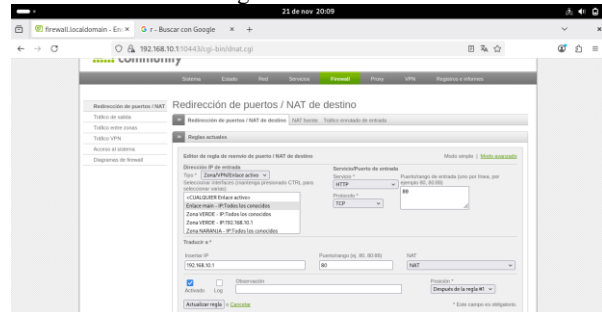 21 de nov 20:09
firewall.localdomain - En
r - Buscar con Google
192.168.10.1:10443/cgi-bin/dnat.cgi
community
Sistema Estado Red Servicios Firewall Proxy VPN Registros e informes
Redirección de puertos / NAT
Redirección de puertos / NAT de destino
Tráfico de salida
Tráfico entre zonas
Tráfico VPN
Acceso al sistema
Diagramas de firewall
Redirección de puertos / NAT de destino NAT fuente Tráfico enrutado de entrada
Reglas actuales
Editor de regla de reenvío de puerto / NAT de destino
Modo simple | Modo avanzado
Dirección IP de entrada
Tipo * Zona/VPN/Enlace activo
Seleccionar interfaces (mantenga presionado CTRL para seleccionar varias)
<CUALQUIER Enlace activo>
Enlace main - IP:Todos los conocidos
Zona VERDE - IP:Todos los conocidos
Zona VERDE - IP:192.168.10.1
Zona NARANJA - IP:Todos los conocidos
Servicio/Puerto de entrada
Servicio *
HTTP
Protocolo *
TCP
Puerto/rango de entrada (uno por línea, por ejemplo 80, 80:88)
80
Traducir a *
Insertar IP
192.168.10.1
Puerto/rango (ej. 80, 80:88)
80
NAT
NAT
Activado
Log
Observación
Posición *
Después de la regla #1
Actualizar regla o Cancelar
* Este campo es obligatorio.